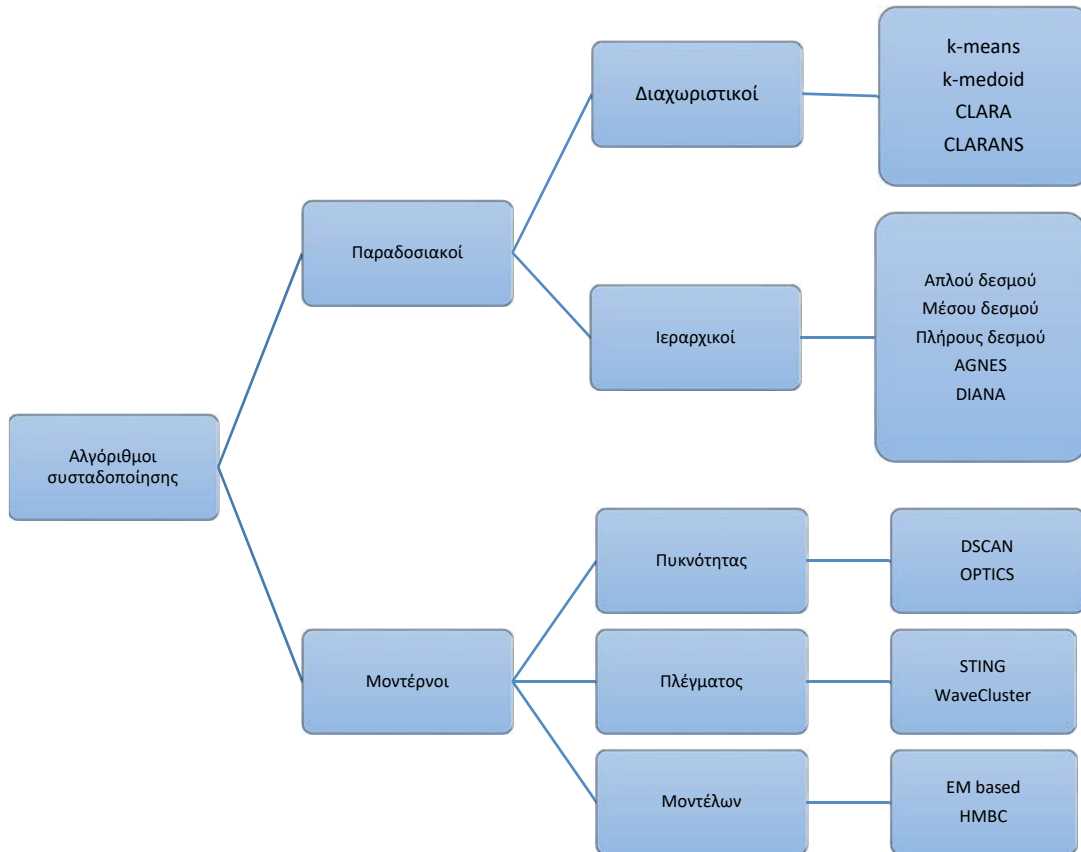 Αλγόριθμοι
συσταδοποίησης
Παραδοσιακοί
Διαχωριστικοί
k-means
k-medoid
CLARA
CLARANS
Ιεραρχικοί
Απλού δεσμού
Μέσου δεσμού
Πλήρους δεσμού
AGNES
DIANA
Μοντέρνοι
Πυκνότητας
DSCAN
OPTICS
Πλέγματος
STING
WaveCluster
Μοντέλων
EM based
HMBC